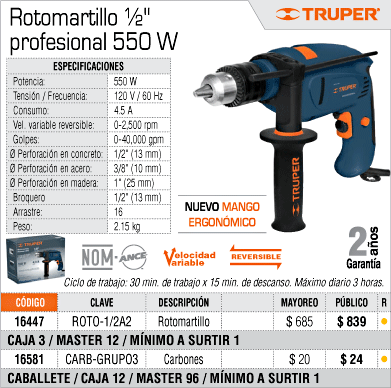 Rotomartillo ½"
profesional 550 W
TRUPER®
ESPECIFICACIONES
Potencia: 550 W
Tensión / Frecuencia: 120 V / 60 Hz
Consumo: 4.5 A
Vel. variable reversible: 0-2,500 rpm
Golpes: 0-40,000 gpm
Ø Perforación en concreto: 1/2" (13 mm)
Ø Perforación en acero: 3/8" (10 mm)
Ø Perforación en madera: 1" (25 mm)
Broquero 1/2" (13 mm)
Arrastre: 16
Peso: 2.15 kg
TRUPER
NUEVO MANGO
ERGONÓMICO
TRUPER
NOM-ANCE
Velocidad
Variable
REVERSIBLE
2 años
Garantía
Ciclo de trabajo: 30 min. de trabajo x 15 min. de descanso. Máximo diario 3 horas.
CÓDIGO CLAVE DESCRIPCIÓN MAYOREO PÚBLICO R
16447 ROTO-1/2A2 Rotomartillo $ 685 $ 839
CAJA 3 / MASTER 12 / MÍNIMO A SURTIR 1
16581 CARB-GRUPO3 Carbones $ 20 $ 24
CABALLETE / CAJA 12 / MASTER 96 / MÍNIMO A SURTIR 1